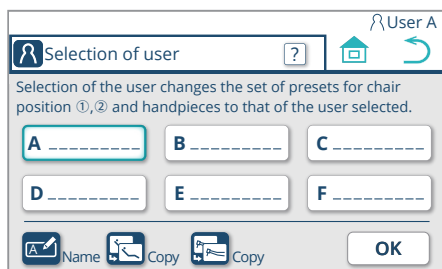 User A
Selection of user ?
Selection of the user changes the set of presets for chair
position ①,② and handpieces to that of the user selected.
A _________ B _________ C _________
D _________ E _________ F _________
A Name Copy Copy OK